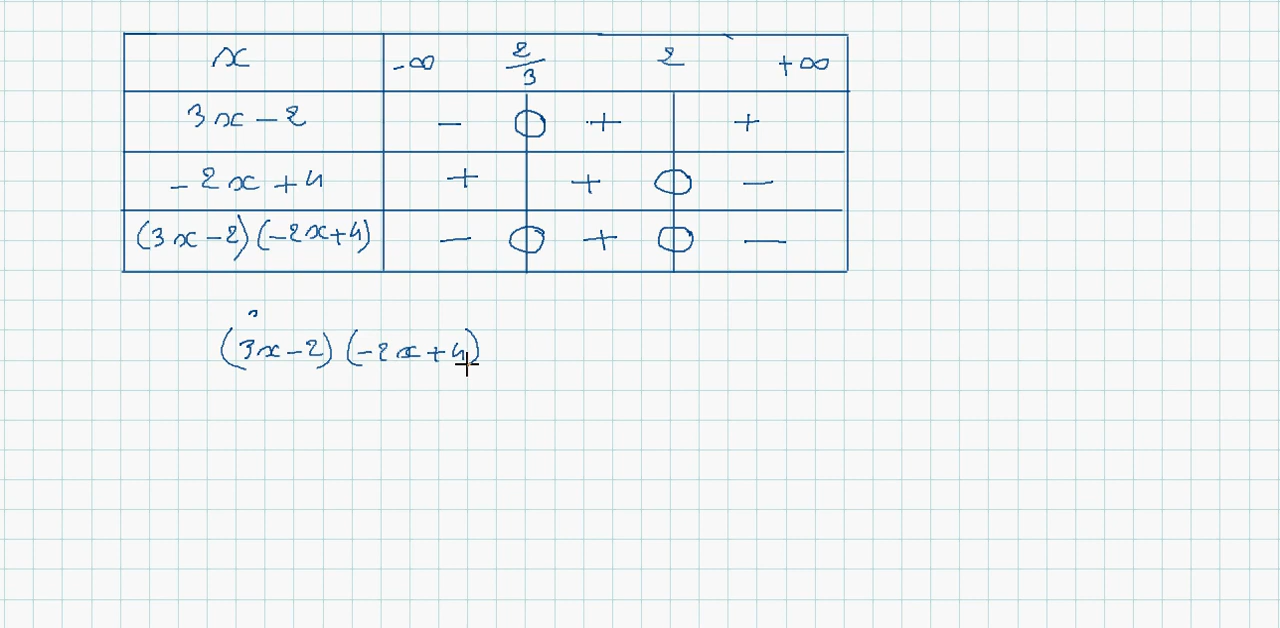 x -∞ 2/3 2 +∞
3x-2 - 0 + +
-2x+4 + + 0 -
(3x-2)(-2x+4) - 0 + 0 -
(3x-2)(-2x+4)